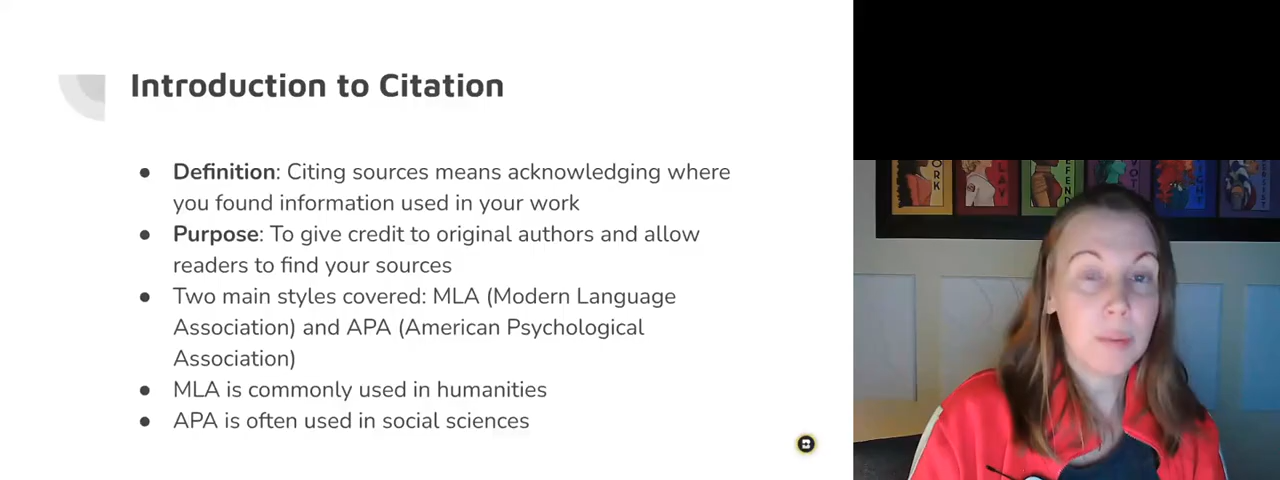 Introduction to Citation
● Definition: Citing sources means acknowledging where
you found information used in your work
● Purpose: To give credit to original authors and allow
readers to find your sources
● Two main styles covered: MLA (Modern Language
Association) and APA (American Psychological
Association)
● MLA is commonly used in humanities
● APA is often used in social sciences
DEFEND